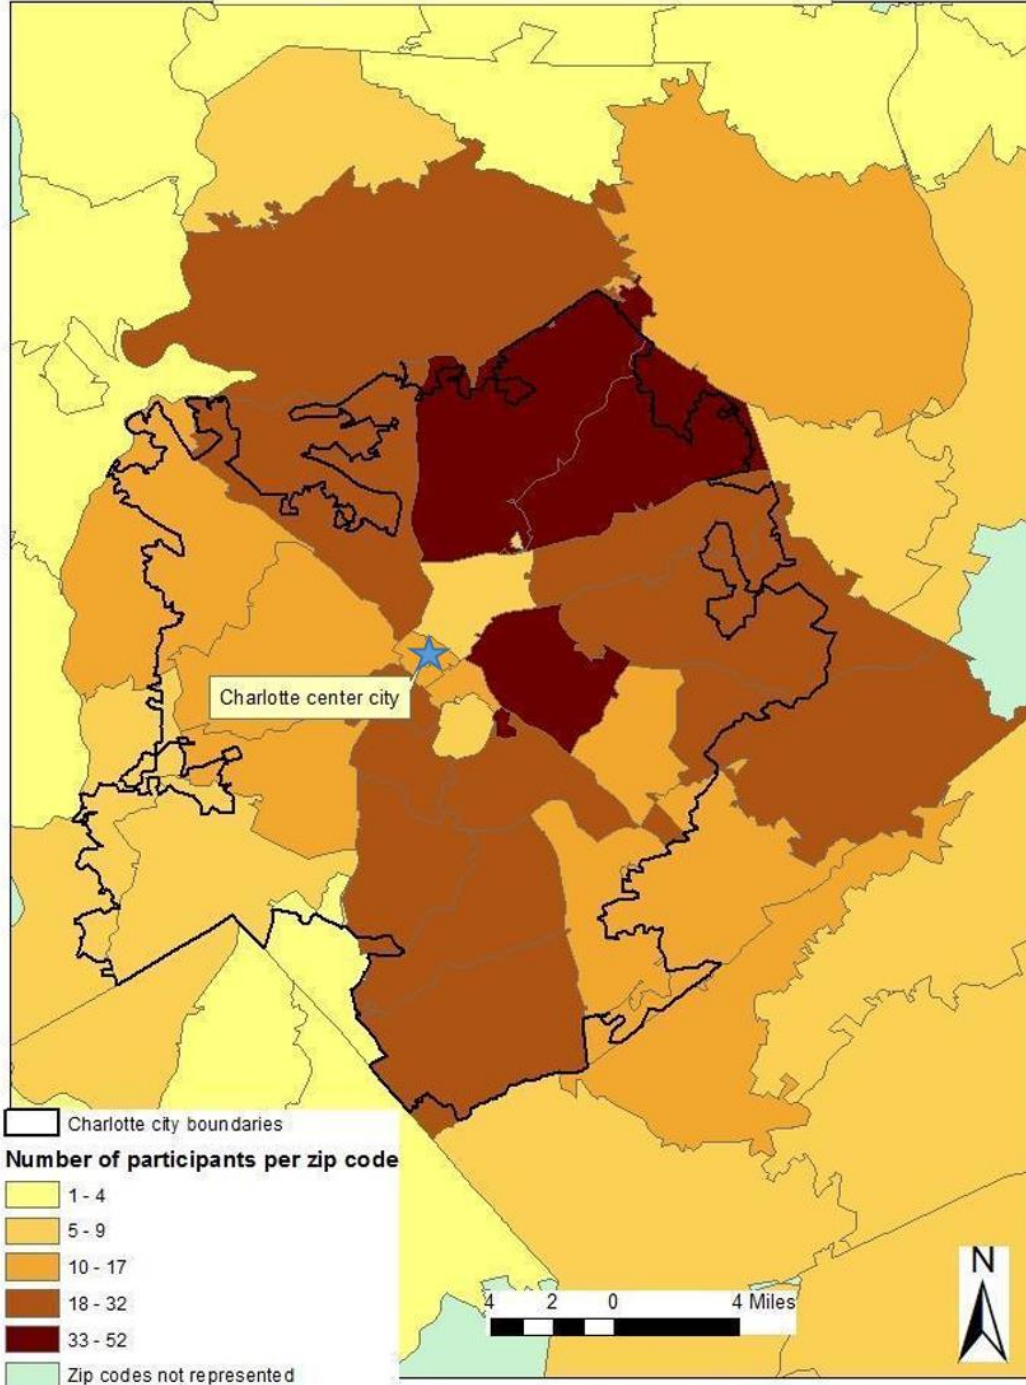 Charlotte center city
Charlotte city boundaries
Number of participants per zip code
1 - 4
5 - 9
10 - 17
18 - 32
33 - 52
Zip codes not represented
4 2 0 4 Miles
N